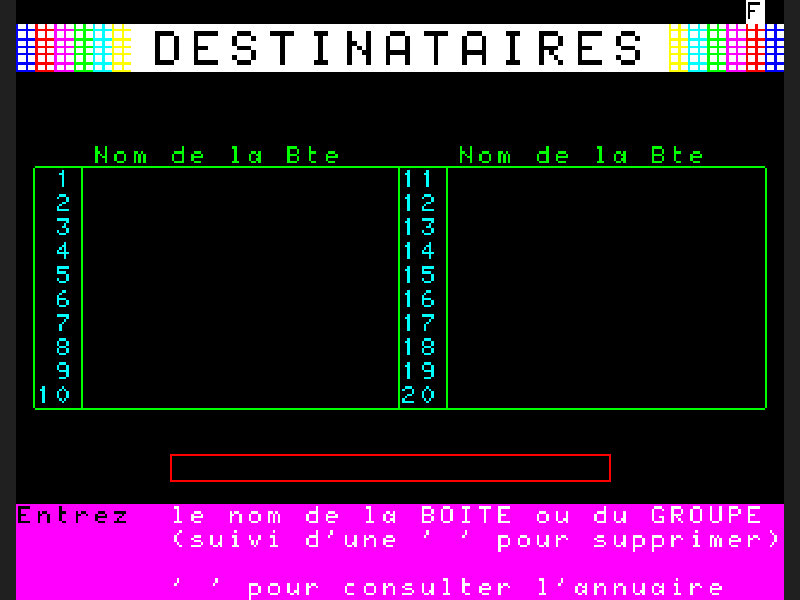 F
DESTINATAIRES
Nom de la Bte Nom de la Bte
1 11
2 12
3 13
4 14
5 15
6 16
7 17
8 18
9 19
10 20
Entrez le nom de la BOITE ou du GROUPE
(suivi d'une ' ' pour supprimer)
' ' pour consulter l'annuaire